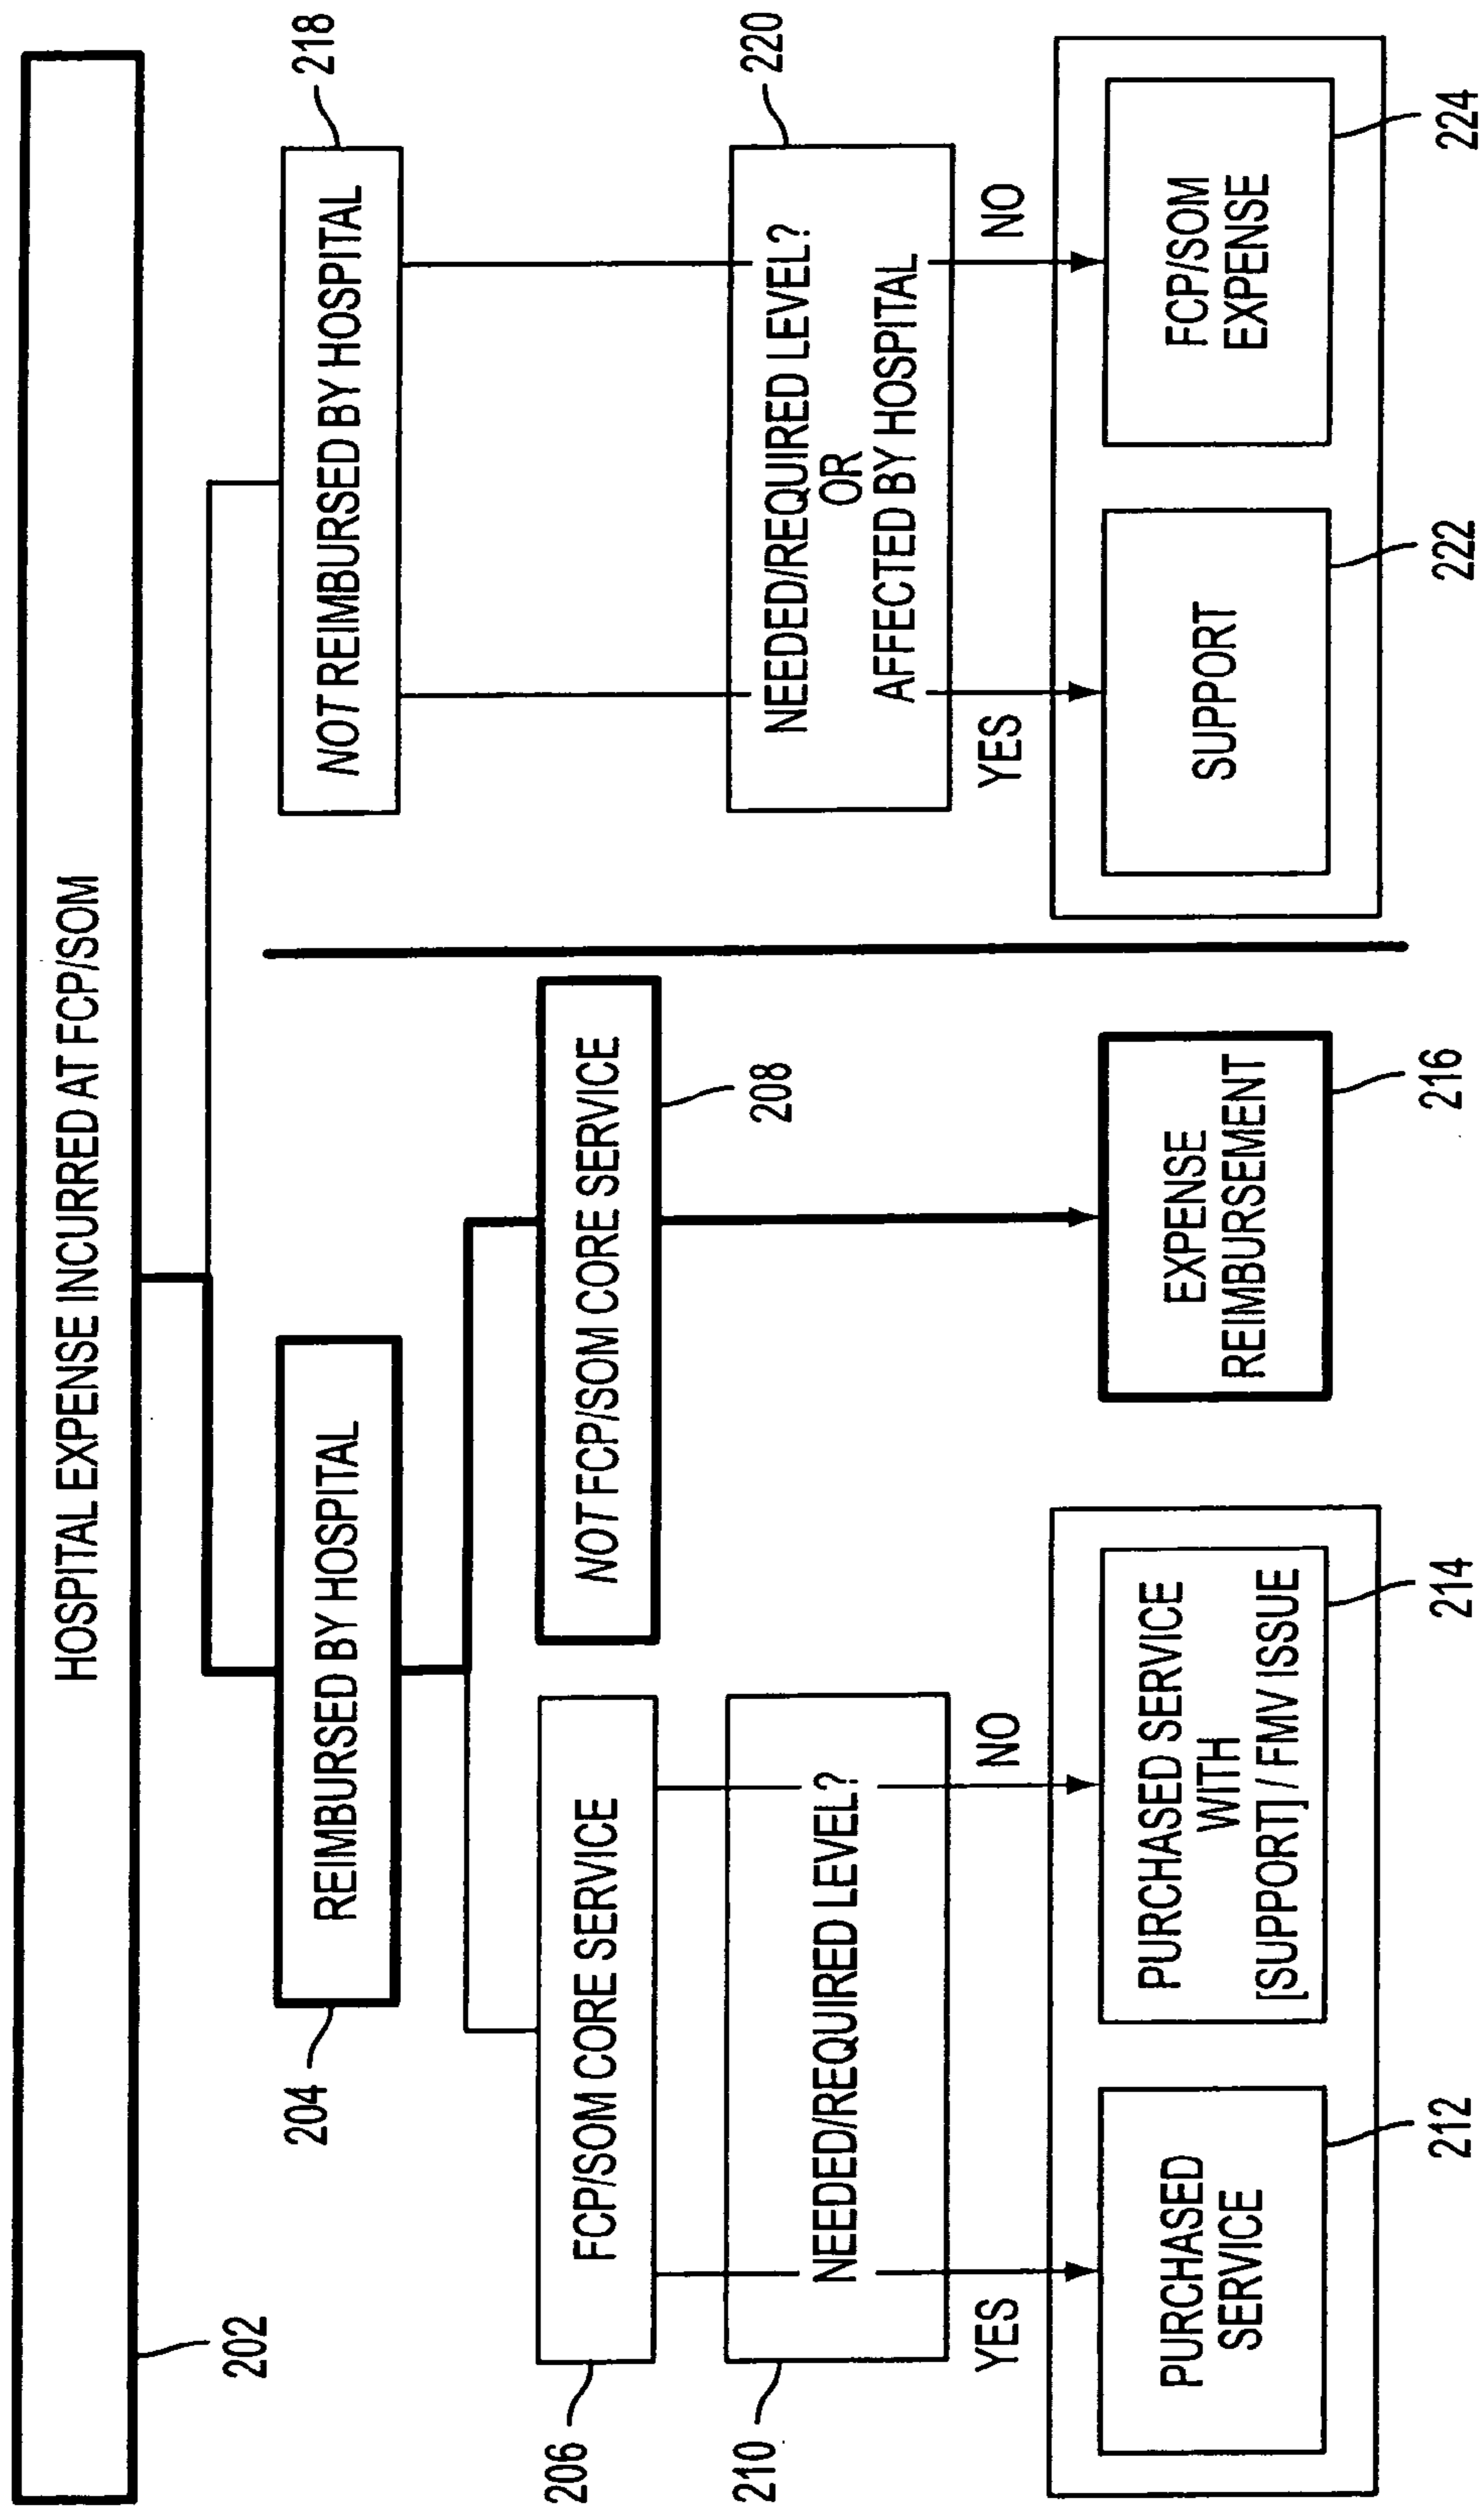 HOSPITAL EXPENSE INCURRED AT FCP/SOM
202
REIMBURSED BY HOSPITAL
204
NOT REIMBURSED BY HOSPITAL
218
FCP/SOM CORE SERVICE
206
NOT FCP/SOM CORE SERVICE
208
NEEDED/REQUIRED LEVEL?
210
NEEDED/REQUIRED LEVEL?
OR
AFFECTED BY HOSPITAL
220
YES
NO
YES
NO
PURCHASED
SERVICE
212
PURCHASED SERVICE
WITH
[SUPPORT] / FMV ISSUE
214
EXPENSE
REIMBURSEMENT
216
SUPPORT
222
FCP/SOM
EXPENSE
224